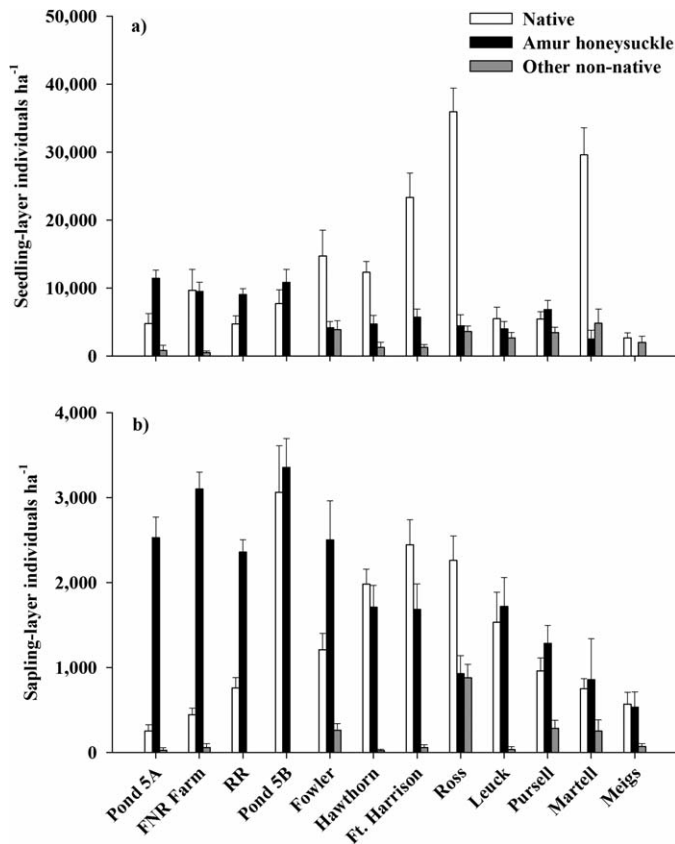 a)
Native
Amur honeysuckle
Other non-native
Seedling-layer individuals ha-1
50,000
40,000
30,000
20,000
10,000
0
b)
Sapling-layer individuals ha-1
4,000
3,000
2,000
1,000
0
Pond 5A
FNR Farm
RR
Pond 5B
Fowler
Hawthorn
Ft. Harrison
Ross
Leuck
Pursell
Martell
Meigs